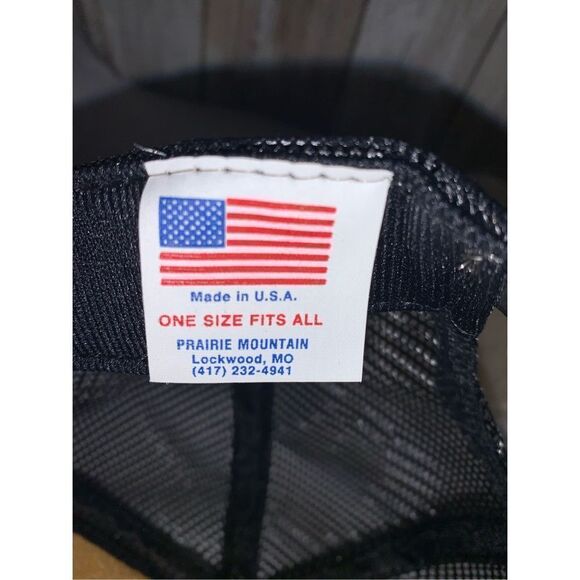 Made in U.S.A.
ONE SIZE FITS ALL
PRAIRIE MOUNTAIN
Lockwood, MO
(417) 232-4941